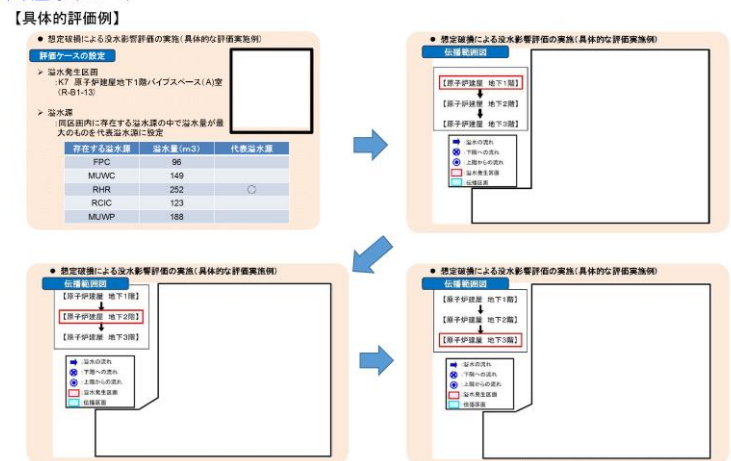 【具体的評価例】
● 想定破損による没水影響評価の実施(具体的な評価実施例)
評価ケースの設定
➢ 溢水発生区画
:K7 原子炉建屋地下1階パイプスペース(A)室
(R-B1-13)
➢ 溢水源
:同区画内に存在する溢水源の中で溢水量が最
大のものを代表溢水源に設定
存在する溢水源 溢水量(m3) 代表溢水源
FPC 96
MUWC 149
RHR 252 〇
RCIC 123
MUWP 188
● 想定破損による没水影響評価の実施(具体的な評価実施例)
伝播範囲図
【原子炉建屋 地下1階】
【原子炉建屋 地下2階】
【原子炉建屋 地下3階】
:溢水の流れ
:下階への流れ
:上階からの流れ
:溢水発生区画
:伝播区画
● 想定破損による没水影響評価の実施(具体的な評価実施例)
伝播範囲図
【原子炉建屋 地下1階】
【原子炉建屋 地下2階】
【原子炉建屋 地下3階】
:溢水の流れ
:下階への流れ
:上階からの流れ
:溢水発生区画
:伝播区画
● 想定破損による没水影響評価の実施(具体的な評価実施例)
伝播範囲図
【原子炉建屋 地下1階】
【原子炉建屋 地下2階】
【原子炉建屋 地下3階】
:溢水の流れ
:下階への流れ
:上階からの流れ
:溢水発生区画
:伝播区画